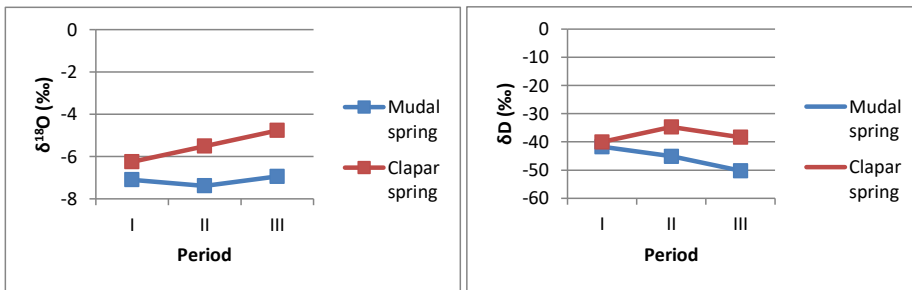 0
-2
-4
-6
-8
δ¹⁸O (‰)
I II III
Period
Mudal
spring
Clapar
spring
0
-10
-20
-30
-40
-50
-60
δD (‰)
I II III
Period
Mudal
spring
Clapar
spring